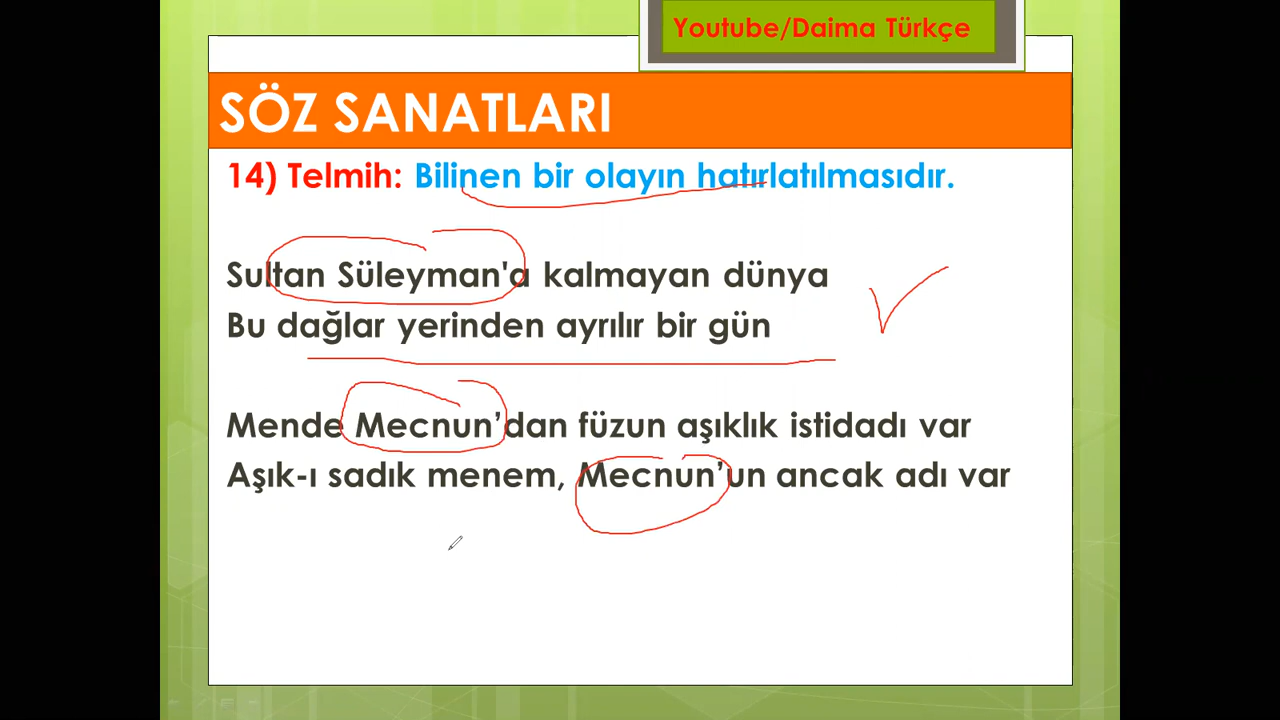 Youtube/Daima Türkçe
SÖZ SANATLARI
14) Telmih: Bilinen bir olayın hatırlatılmasıdır.
Sultan Süleyman'a kalmayan dünya
Bu dağlar yerinden ayrılır bir gün
Mende Mecnun’dan füzun aşıklık istidadı var
Aşık-ı sadık menem, Mecnun’un ancak adı var